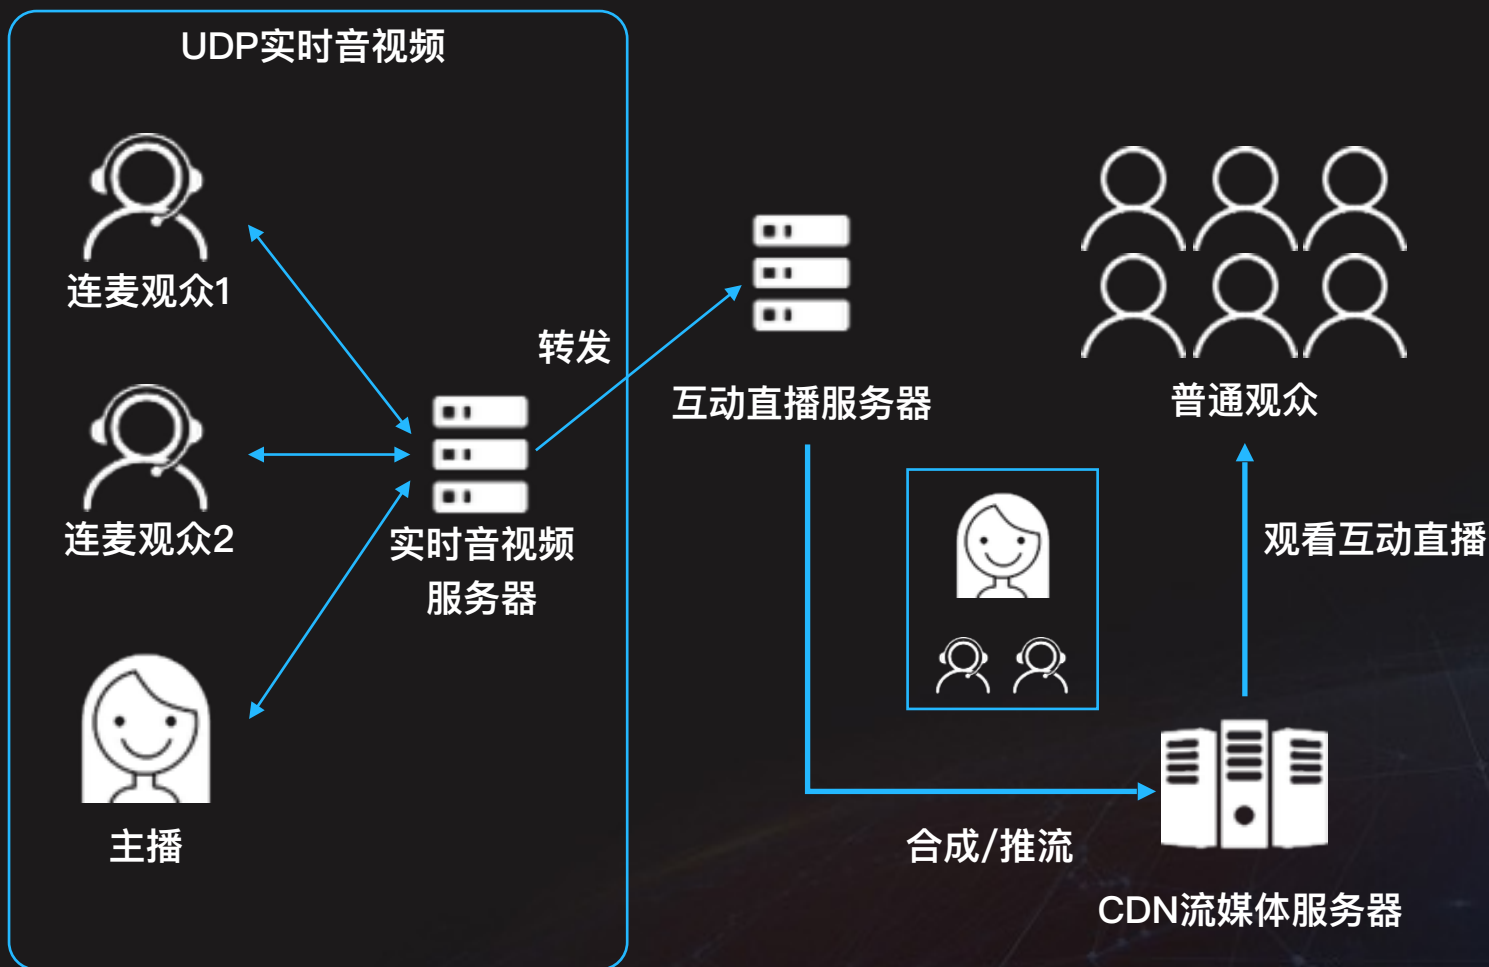 UDP实时音视频
连麦观众1
连麦观众2
主播
实时音视频
服务器
转发
互动直播服务器
普通观众
观看互动直播
合成/推流
CDN流媒体服务器